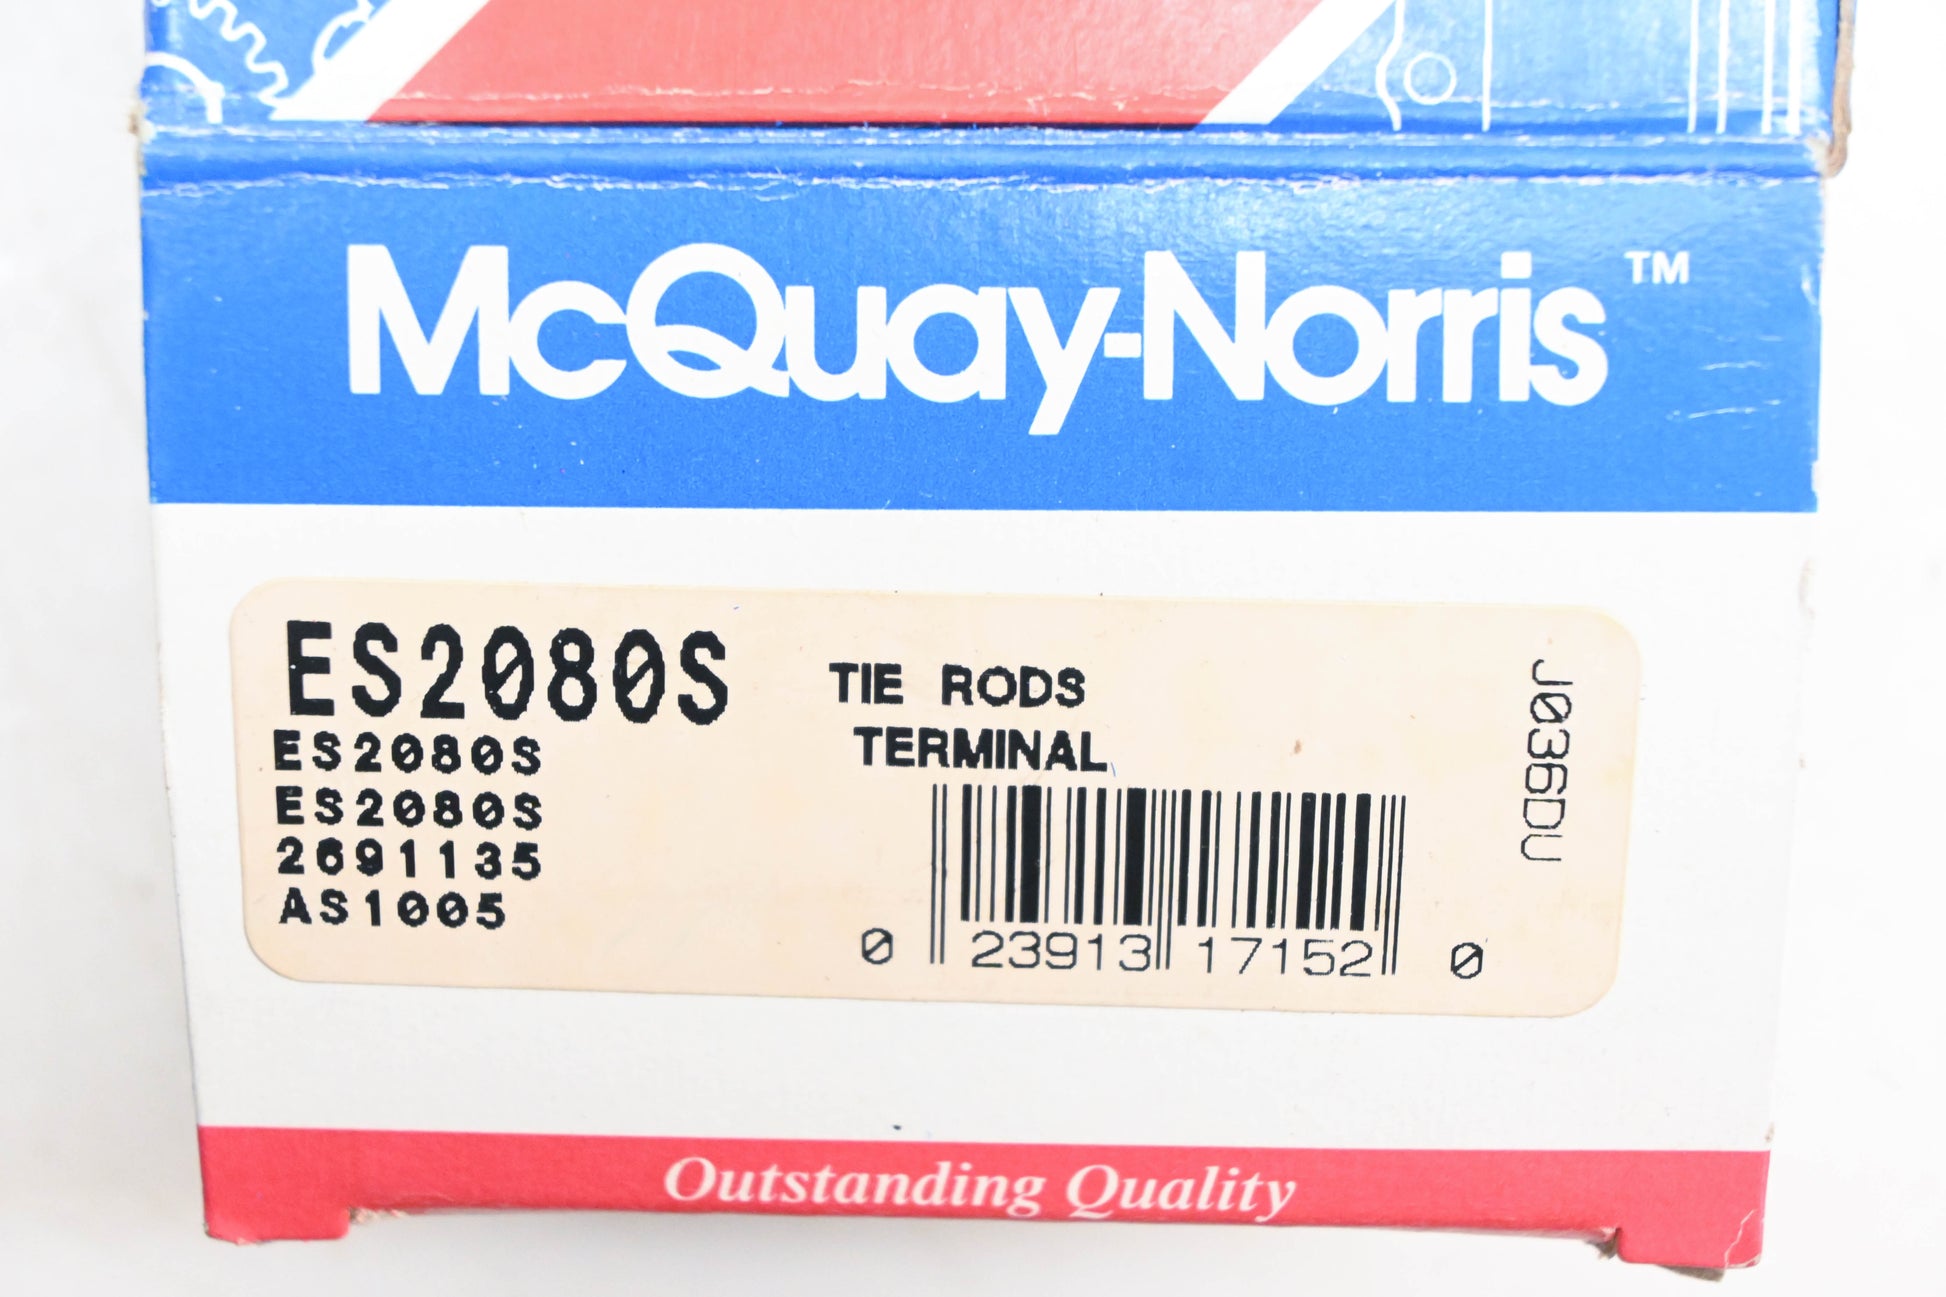 McQuay-Norris™
ES2080S
TIE RODS
TERMINAL
ES2080S
ES2080S
2691135
AS1005
J036DU
0 23913 17152 0
Outstanding Quality